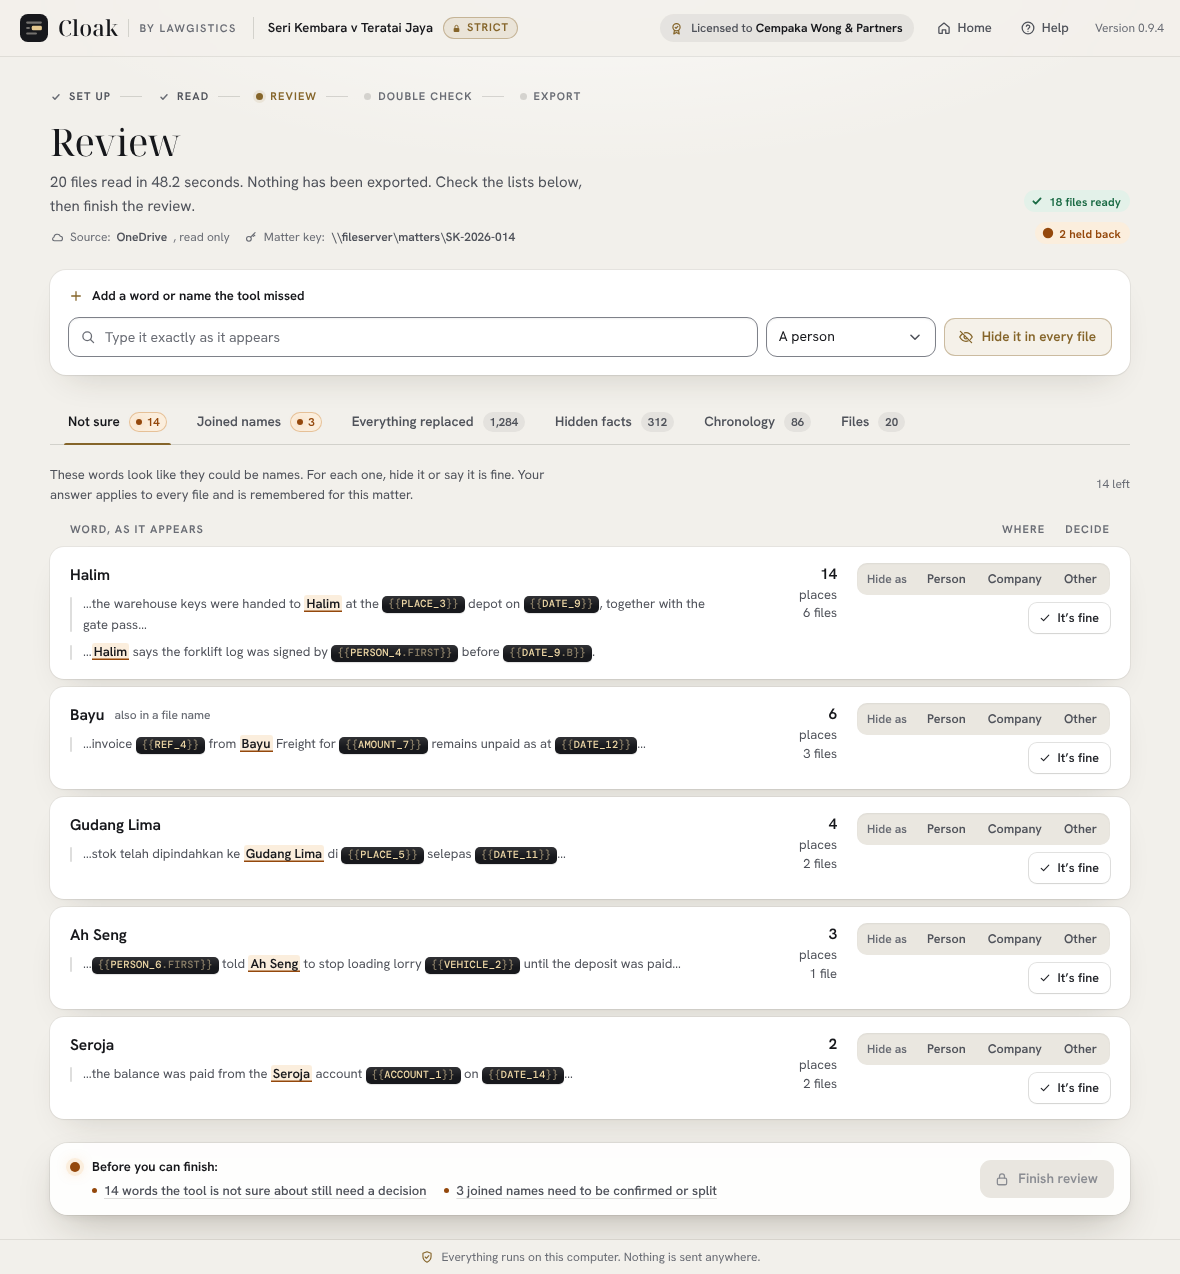 Cloak BY LAWGISTICS Seri Kembara v Teratai Jaya STRICT Licensed to Cempaka Wong & Partners Home Help Version 0.9.4
SET UP READ REVIEW DOUBLE CHECK EXPORT
Review
20 files read in 48.2 seconds. Nothing has been exported. Check the lists below,
then finish the review.
18 files ready
2 held back
Source: OneDrive , read only Matter key: \\fileserver\matters\SK-2026-014
Add a word or name the tool missed
Type it exactly as it appears A person Hide it in every file
Not sure 14 Joined names 3 Everything replaced 1,284 Hidden facts 312 Chronology 86 Files 20
These words look like they could be names. For each one, hide it or say it is fine. Your
answer applies to every file and is remembered for this matter.
14 left
WORD, AS IT APPEARS WHERE DECIDE
Halim 14 places 6 files Hide as Person Company Other
…the warehouse keys were handed to Halim at the {{PLACE_3}} depot on {{DATE_9}}, together with the
gate pass…
It's fine
…Halim says the forklift log was signed by {{PERSON_4.FIRST}} before {{DATE_9.B}}.
Bayu also in a file name 6 places 3 files Hide as Person Company Other
…invoice {{REF_4}} from Bayu Freight for {{AMOUNT_7}} remains unpaid as at {{DATE_12}}…
It's fine
Gudang Lima 4 places 2 files Hide as Person Company Other
…stok telah dipindahkan ke Gudang Lima di {{PLACE_5}} selepas {{DATE_11}}…
It's fine
Ah Seng 3 places 1 file Hide as Person Company Other
…{{PERSON_6.FIRST}} told Ah Seng to stop loading lorry {{VEHICLE_2}} until the deposit was paid…
It's fine
Seroja 2 places 2 files Hide as Person Company Other
…the balance was paid from the Seroja account {{ACCOUNT_1}} on {{DATE_14}}…
It's fine
Before you can finish:
14 words the tool is not sure about still need a decision 3 joined names need to be confirmed or split
Finish review
Everything runs on this computer. Nothing is sent anywhere.